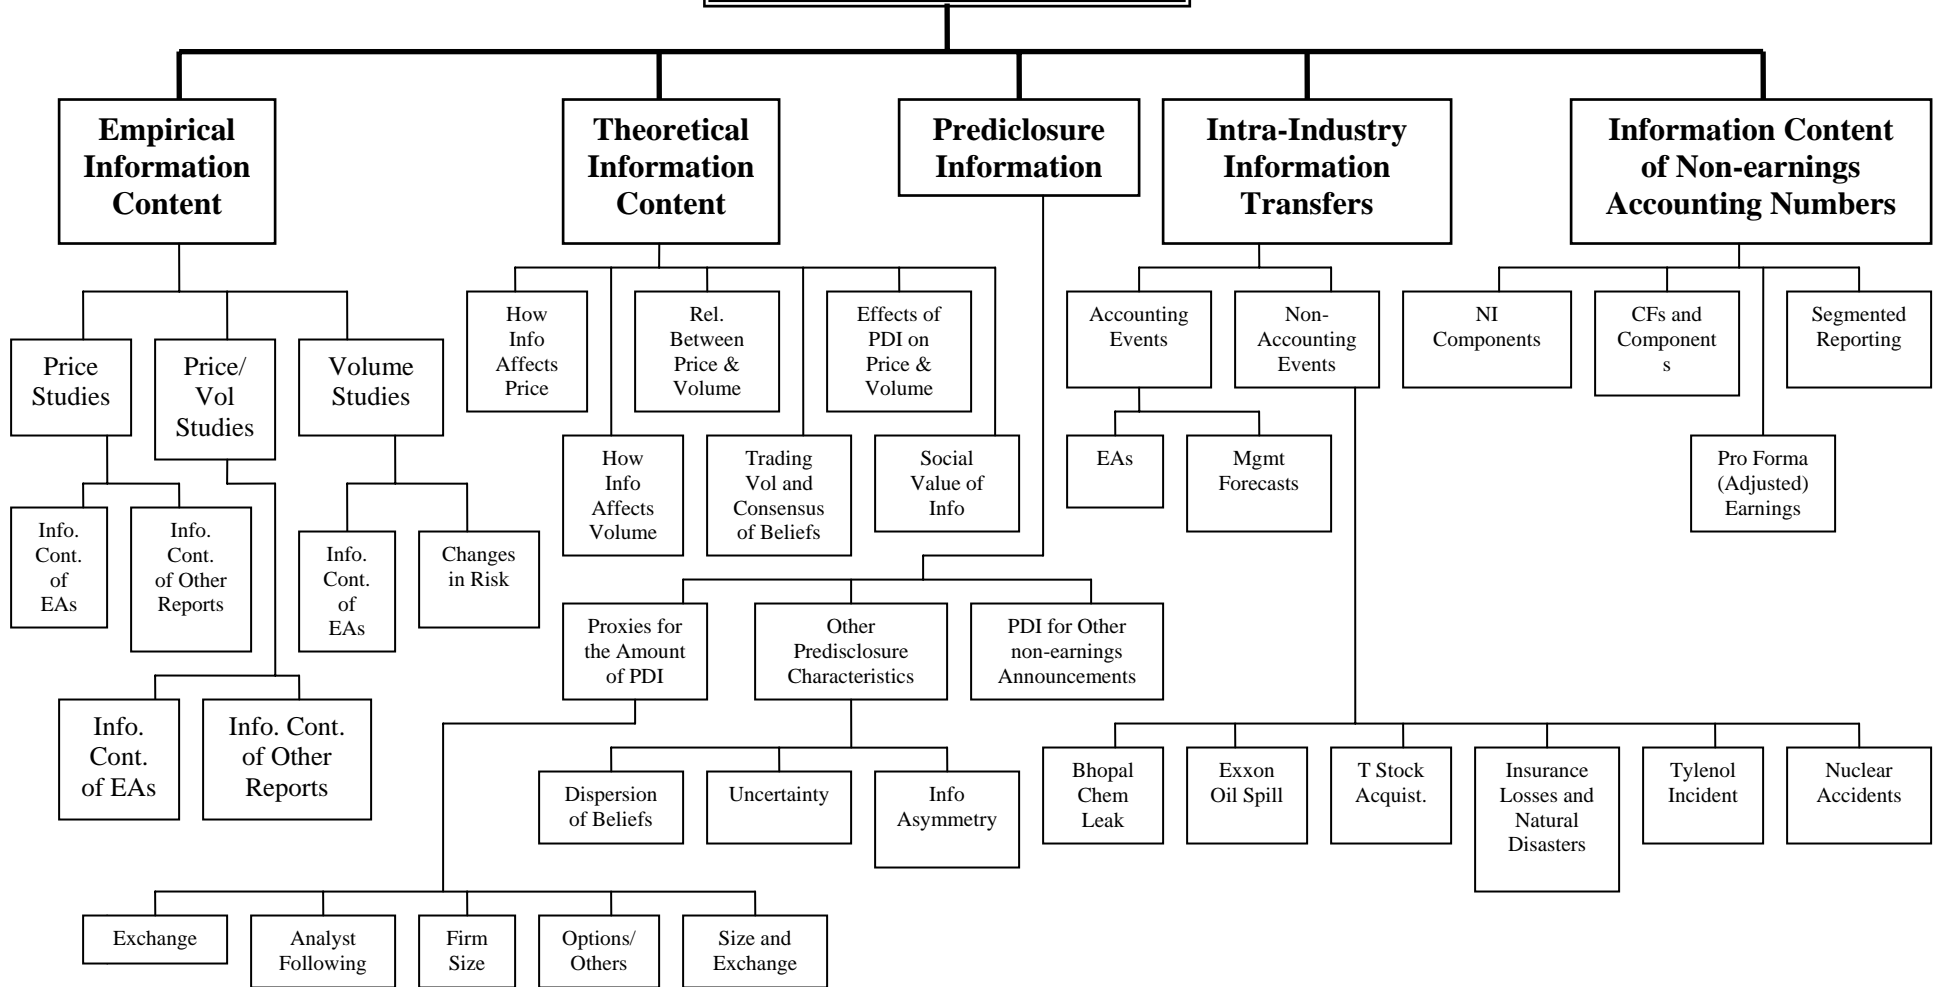 Empirical
Information
Content
Theoretical
Information
Content
Prediclosure
Information
Intra-Industry
Information
Transfers
Information Content
of Non-earnings
Accounting Numbers
Price
Studies
Price/
Vol
Studies
Volume
Studies
How
Info
Affects
Price
Rel.
Between
Price &
Volume
Effects of
PDI on
Price &
Volume
Accounting
Events
Non-
Accounting
Events
NI
Components
CFs and
Component
s
Segmented
Reporting
How
Info
Affects
Volume
Trading
Vol and
Consensus
of Beliefs
Social
Value of
Info
EAs
Mgmt
Forecasts
Pro Forma
(Adjusted)
Earnings
Info.
Cont.
of
EAs
Info.
Cont.
of Other
Reports
Info.
Cont.
of
EAs
Changes
in Risk
Proxies for
the Amount
of PDI
Other
Predisclosure
Characteristics
PDI for Other
non-earnings
Announcements
Info.
Cont.
of EAs
Info. Cont.
of Other
Reports
Dispersion
of Beliefs
Uncertainty
Info
Asymmetry
Bhopal
Chem
Leak
Exxon
Oil Spill
T Stock
Acquist.
Insurance
Losses and
Natural
Disasters
Tylenol
Incident
Nuclear
Accidents
Exchange
Analyst
Following
Firm
Size
Options/
Others
Size and
Exchange